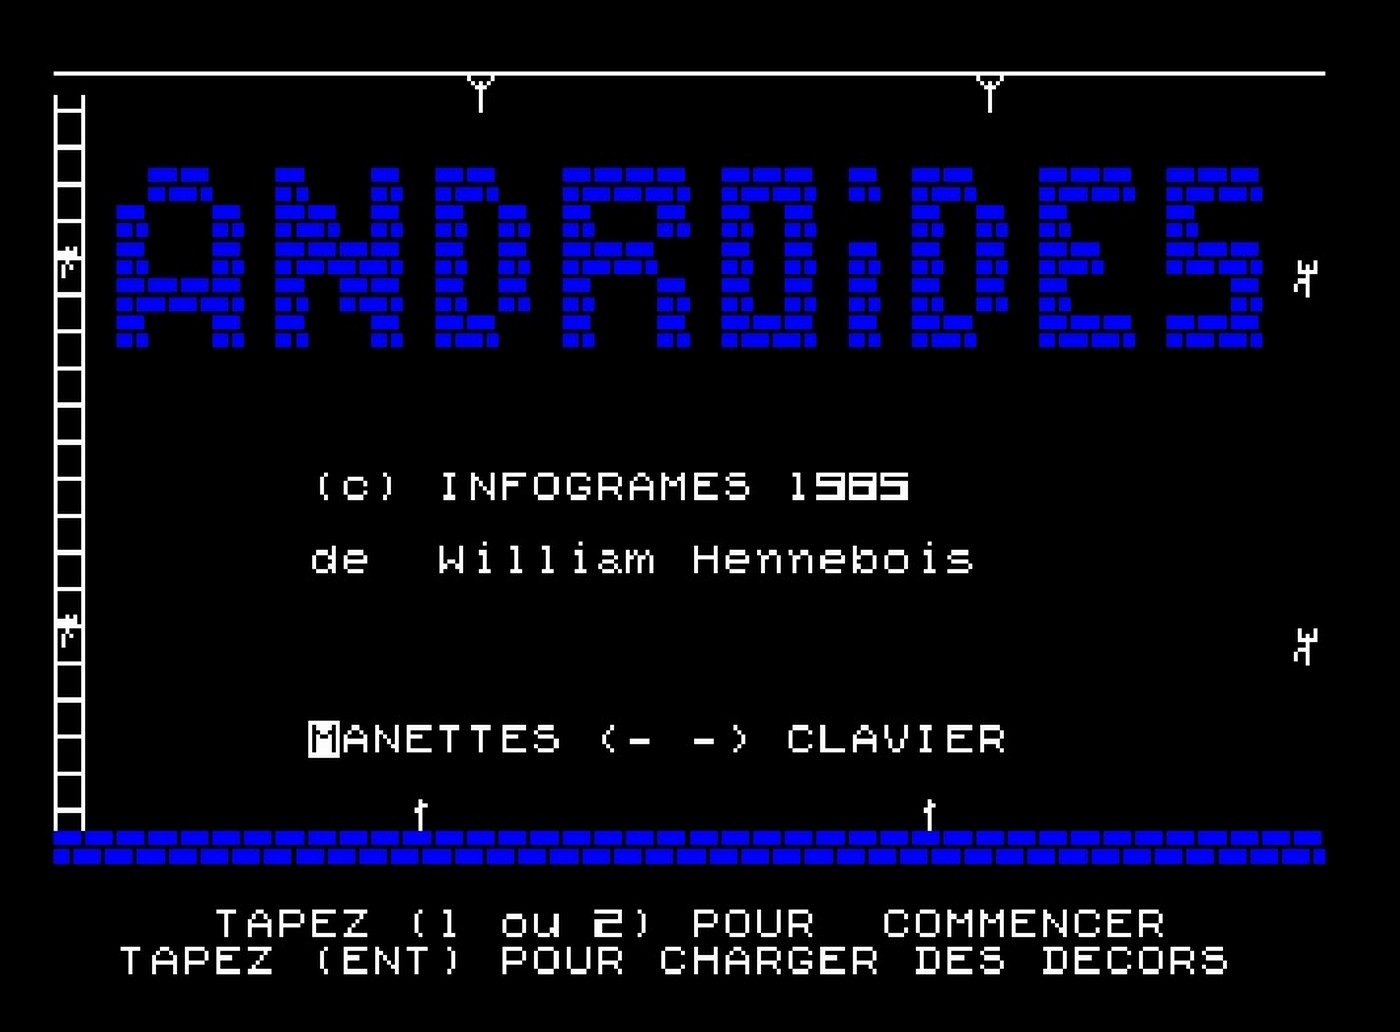 ANDROiDES
(c) INFOGRAMES 1985
de William Hennebois
MANETTES (- -) CLAVIER
TAPEZ (1 ou 2) POUR COMMENCER
TAPEZ (ENT) POUR CHARGER DES DECORS